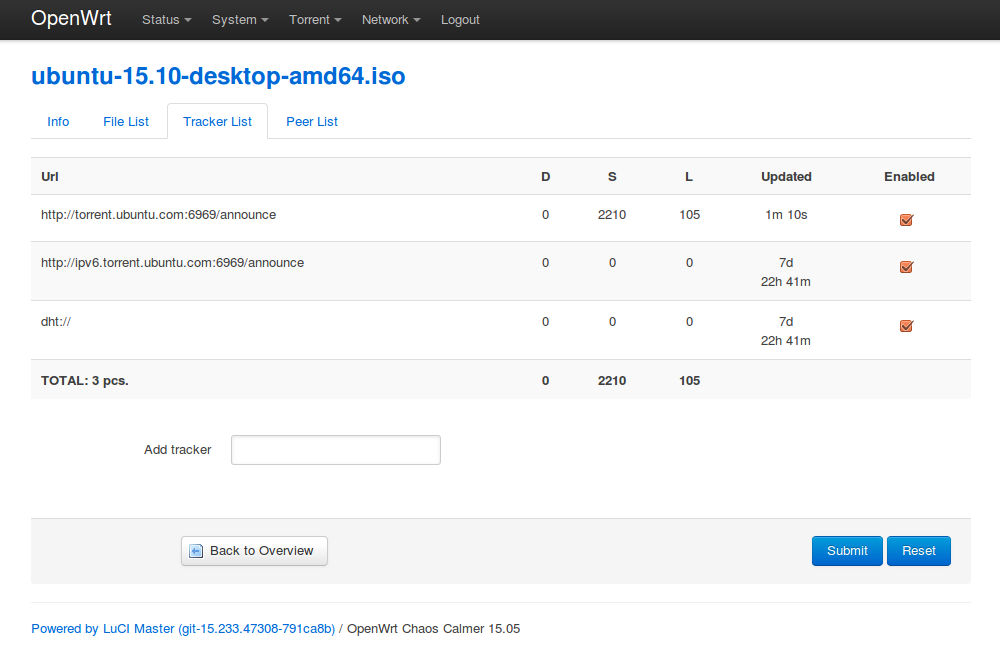 OpenWrt Status System Torrent Network Logout
ubuntu-15.10-desktop-amd64.iso
Info File List Tracker List Peer List
Url D S L Updated Enabled
http://torrent.ubuntu.com:6969/announce 0 2210 105 1m 10s
http://ipv6.torrent.ubuntu.com:6969/announce 0 0 0 7d
22h 41m
dht:// 0 0 0 7d
22h 41m
TOTAL: 3 pcs. 0 2210 105
Add tracker
Back to Overview Submit Reset
Powered by LuCI Master (git-15.233.47308-791ca8b) / OpenWrt Chaos Calmer 15.05